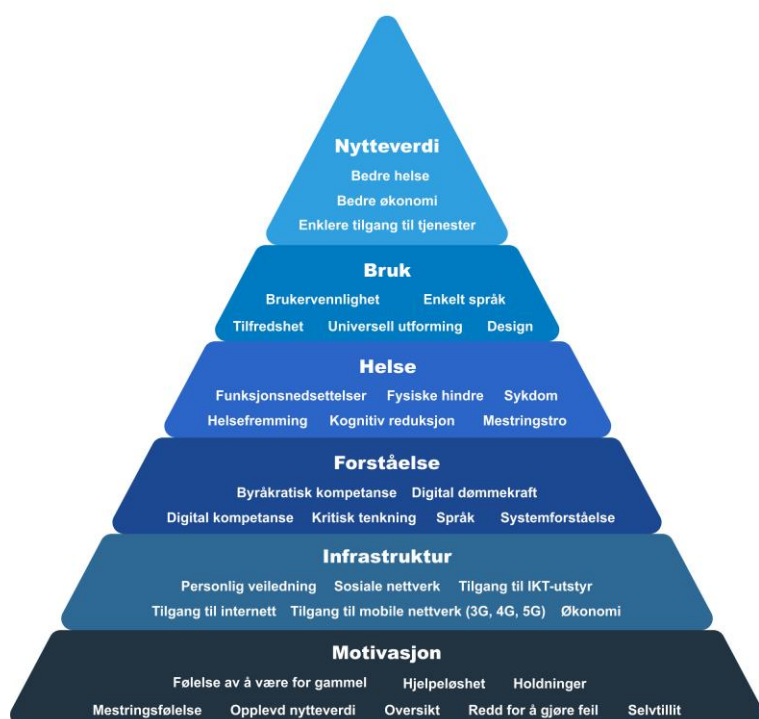 Nytteverdi
Bedre helse
Bedre økonomi
Enklere tilgang til tjenester
Bruk
Brukervennlighet Enkelt språk
Tilfredshet Universell utforming Design
Helse
Funksjonsnedsettelser Fysiske hindre Sykdom
Helsefremming Kognitiv reduksjon Mestringstro
Forståelse
Byråkratisk kompetanse Digital dømmekraft
Digital kompetanse Kritisk tenkning Språk Systemforståelse
Infrastruktur
Personlig veiledning Sosiale nettverk Tilgang til IKT-utstyr
Tilgang til internett Tilgang til mobile nettverk (3G, 4G, 5G) Økonomi
Motivasjon
Følelse av å være for gammel Hjelpeløshet Holdninger
Mestringsfølelse Opplevd nytteverdi Oversikt Redd for å gjøre feil Selvtillit